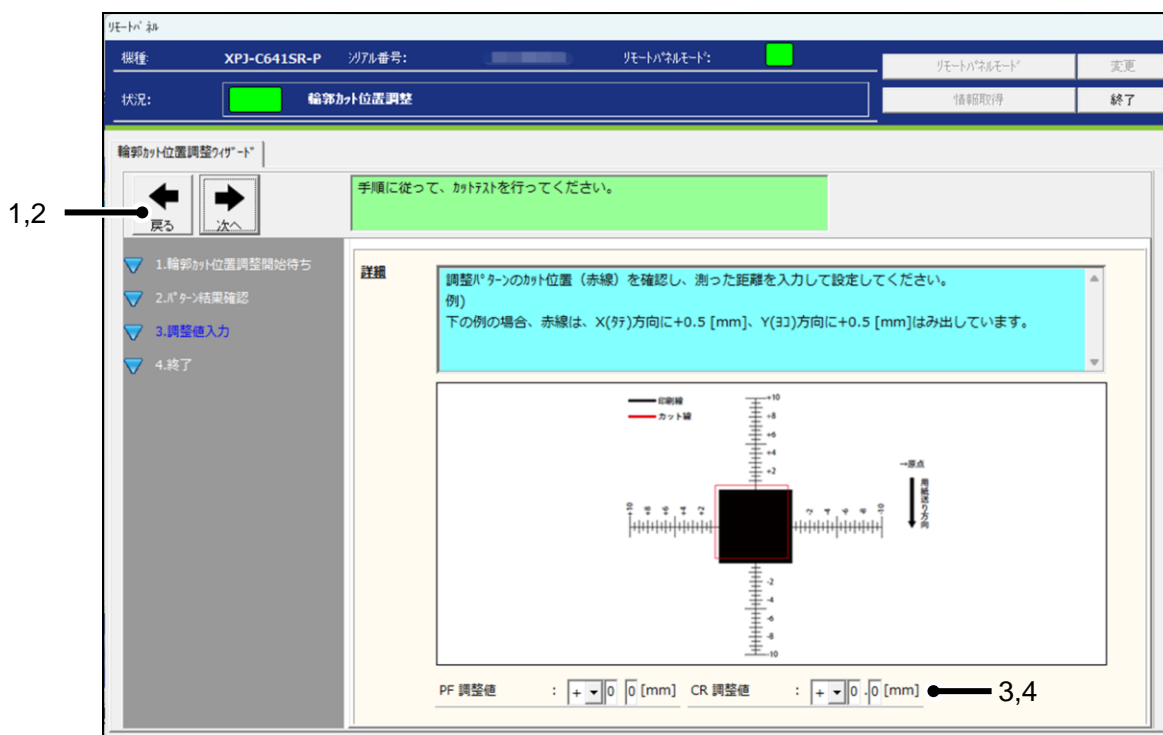 リモートパネル
機種: XPJ-C641SR-P シリアル番号: リモートパネルモード:
リモートパネルモード 変更
状況: 輪郭カット位置調整
情報取得 終了
輪郭カット位置調整ウィザード
戻る 次へ
手順に従って、カットテストを行ってください。
1,2
1.輪郭カット位置調整開始待ち
2.パターン結果確認
3.調整値入力
4.終了
詳細
調整パターンのカット位置（赤線）を確認し、測った距離を入力して設定してください。
例)
下の例の場合、赤線は、X(タテ)方向に+0.5 [mm]、Y(ヨコ)方向に+0.5 [mm]はみ出しています。
印刷線
カット線
+10
+8
+6
+4
+2
→原点
用紙送り方向
+10 +8 +6 +4 +2 -2 -4 -6 -8 -10
-2
-4
-6
-8
-10
PF 調整値 : + 0 0 [mm] CR 調整値 : + 0 .0 [mm]
3,4